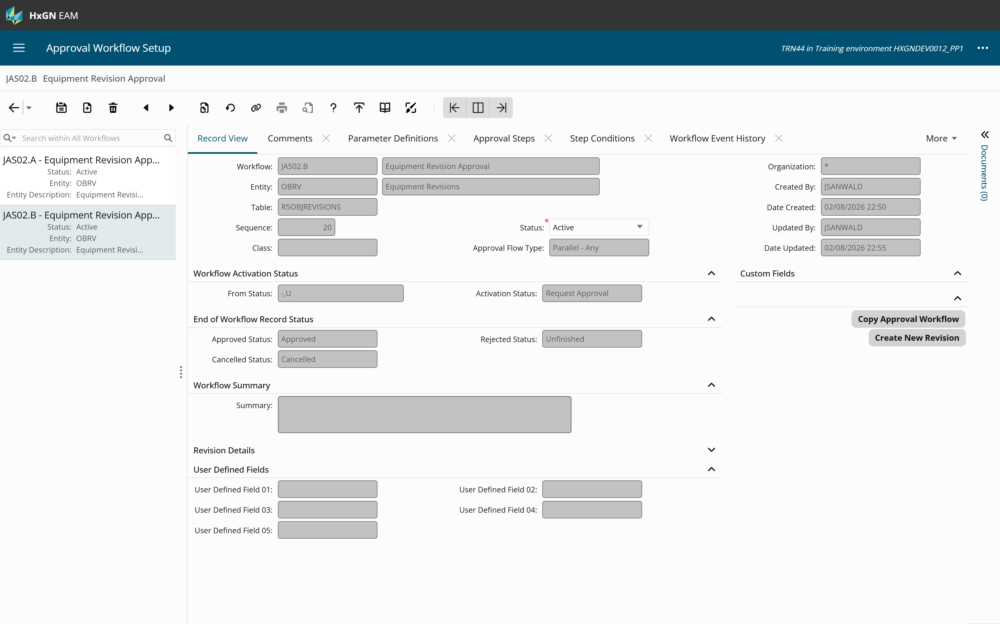 HxGN EAM
Approval Workflow Setup
TRN44 in Training environment HXGNDEV0012_PP1
JAS02.B Equipment Revision Approval
Search within All Workflows
JAS02.A - Equipment Revision App...
Status: Active
Entity: OBRV
Entity Description: Equipment Revisi...
JAS02.B - Equipment Revision App...
Status: Active
Entity: OBRV
Entity Description: Equipment Revisi...
Record View Comments Parameter Definitions Approval Steps Step Conditions Workflow Event History More
Documents (0)
Workflow: JAS02.B Equipment Revision Approval Organization: *
Entity: OBRV Equipment Revisions Created By: JSANWALD
Table: R5OBJREVISIONS Date Created: 02/08/2026 22:50
Sequence: 20 Status: * Active Updated By: JSANWALD
Class: Approval Flow Type: Parallel - Any Date Updated: 02/08/2026 22:55
Workflow Activation Status Custom Fields
From Status: -,U Activation Status: Request Approval
End of Workflow Record Status
Copy Approval Workflow
Approved Status: Approved Rejected Status: Unfinished
Create New Revision
Cancelled Status: Cancelled
Workflow Summary
Summary:
Revision Details
User Defined Fields
User Defined Field 01: User Defined Field 02:
User Defined Field 03: User Defined Field 04:
User Defined Field 05: